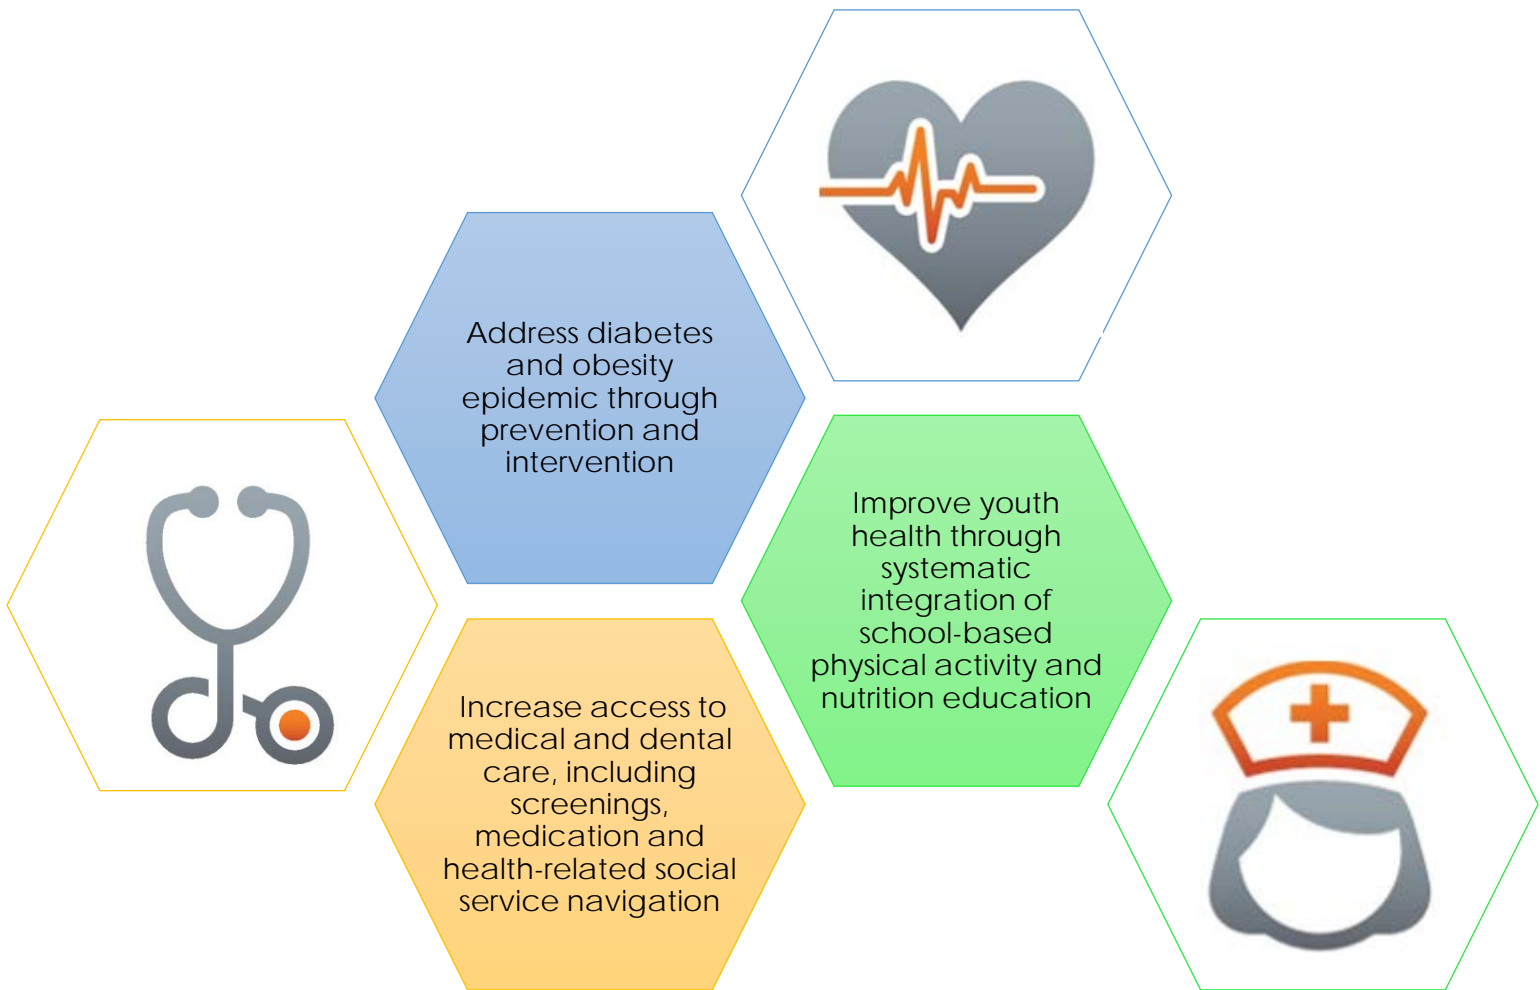 Address diabetes
and obesity
epidemic through
prevention and
intervention
Improve youth
health through
systematic
integration of
school-based
physical activity and
nutrition education
Increase access to
medical and dental
care, including
screenings,
medication and
health-related social
service navigation